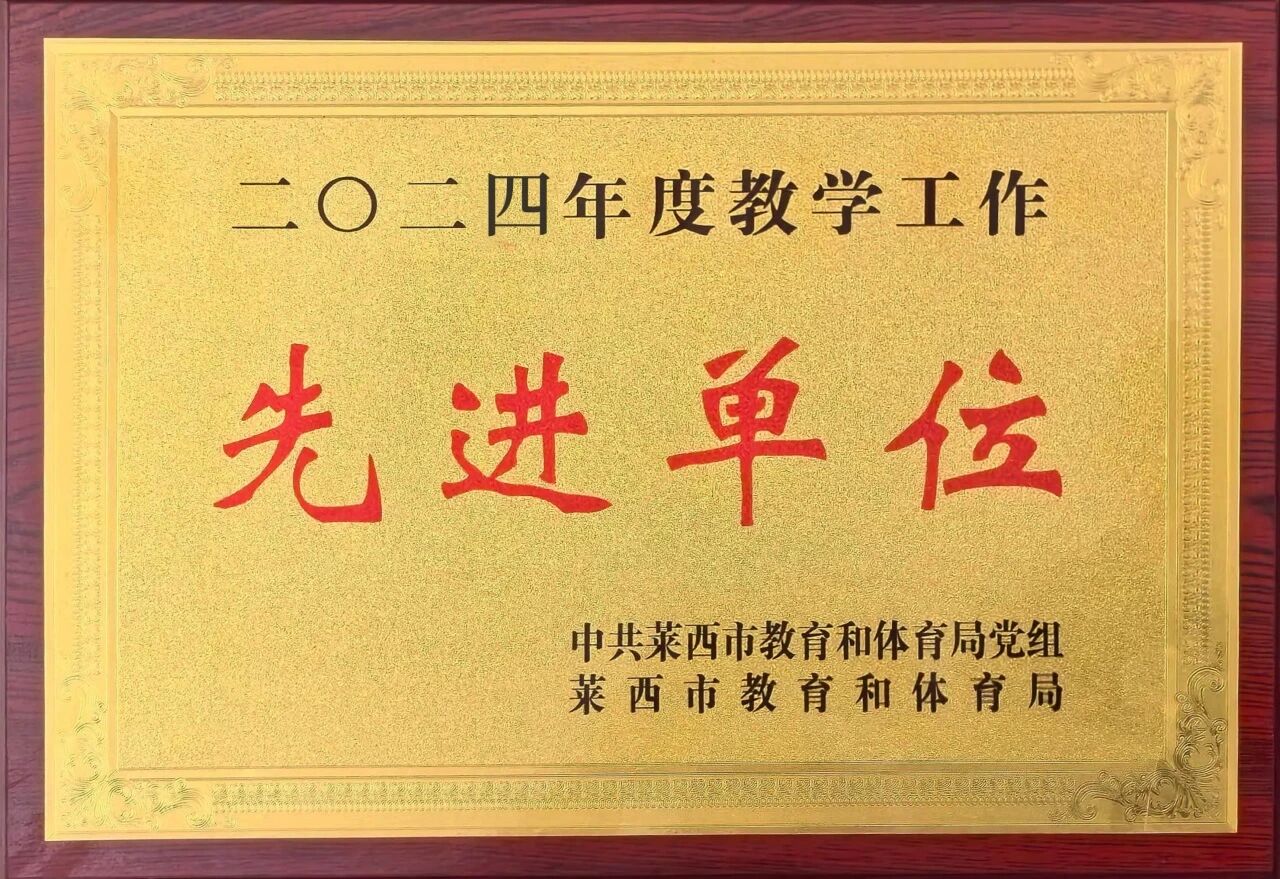 二〇二四年度教学工作
先进单位
中共莱西市教育和体育局党组
莱西市教育和体育局